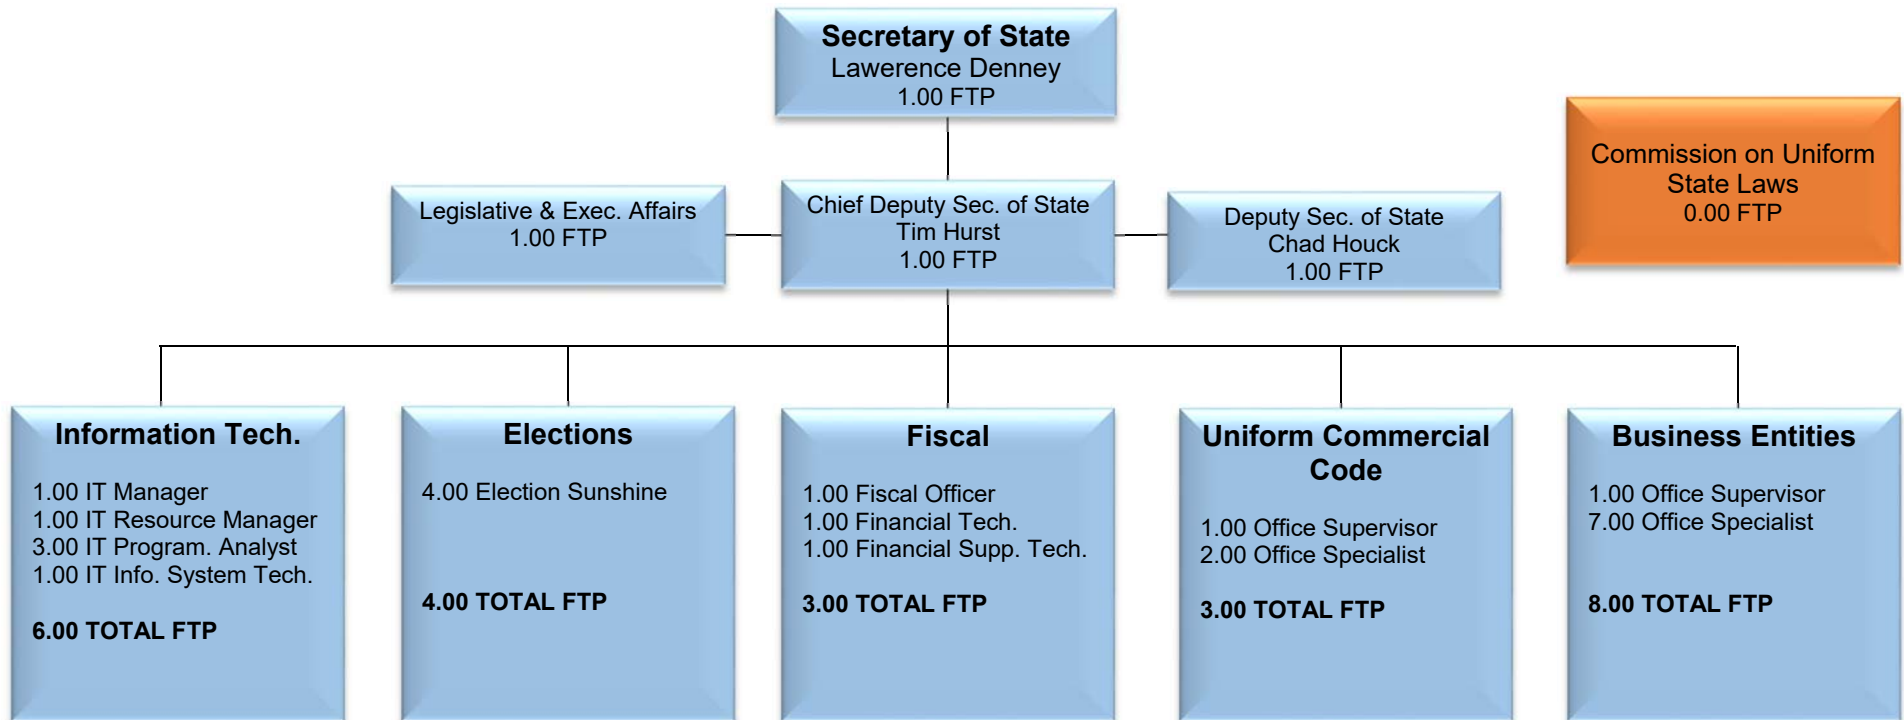 Secretary of State
Lawerence Denney
1.00 FTP
Commission on Uniform
State Laws
0.00 FTP
Legislative & Exec. Affairs
1.00 FTP
Chief Deputy Sec. of State
Tim Hurst
1.00 FTP
Deputy Sec. of State
Chad Houck
1.00 FTP
Information Tech.
1.00 IT Manager
1.00 IT Resource Manager
3.00 IT Program. Analyst
1.00 IT Info. System Tech.
6.00 TOTAL FTP
Elections
4.00 Election Sunshine
4.00 TOTAL FTP
Fiscal
1.00 Fiscal Officer
1.00 Financial Tech.
1.00 Financial Supp. Tech.
3.00 TOTAL FTP
Uniform Commercial
Code
1.00 Office Supervisor
2.00 Office Specialist
3.00 TOTAL FTP
Business Entities
1.00 Office Supervisor
7.00 Office Specialist
8.00 TOTAL FTP